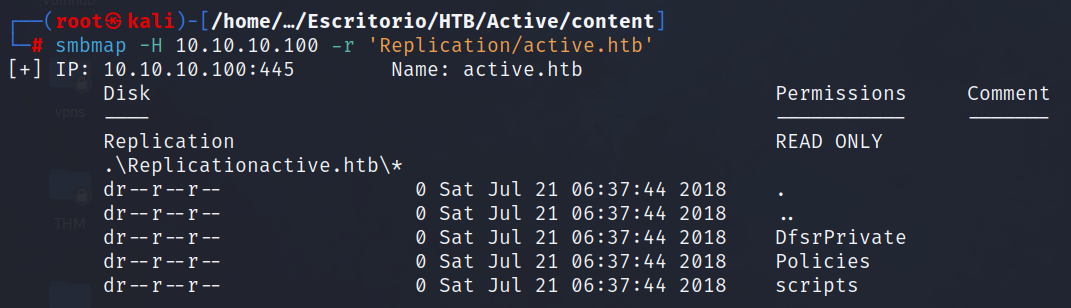 ┌──(root㉿kali)-[/home/…/Escritorio/HTB/Active/content]
└─# smbmap -H 10.10.10.100 -r 'Replication/active.htb'
[+] IP: 10.10.10.100:445 Name: active.htb
Disk Permissions Comment
---- ----------- -------
Replication READ ONLY
.\Replicationactive.htb\*
dr--r--r-- 0 Sat Jul 21 06:37:44 2018 .
dr--r--r-- 0 Sat Jul 21 06:37:44 2018 ..
dr--r--r-- 0 Sat Jul 21 06:37:44 2018 DfsrPrivate
dr--r--r-- 0 Sat Jul 21 06:37:44 2018 Policies
dr--r--r-- 0 Sat Jul 21 06:37:44 2018 scripts
vpns
THM